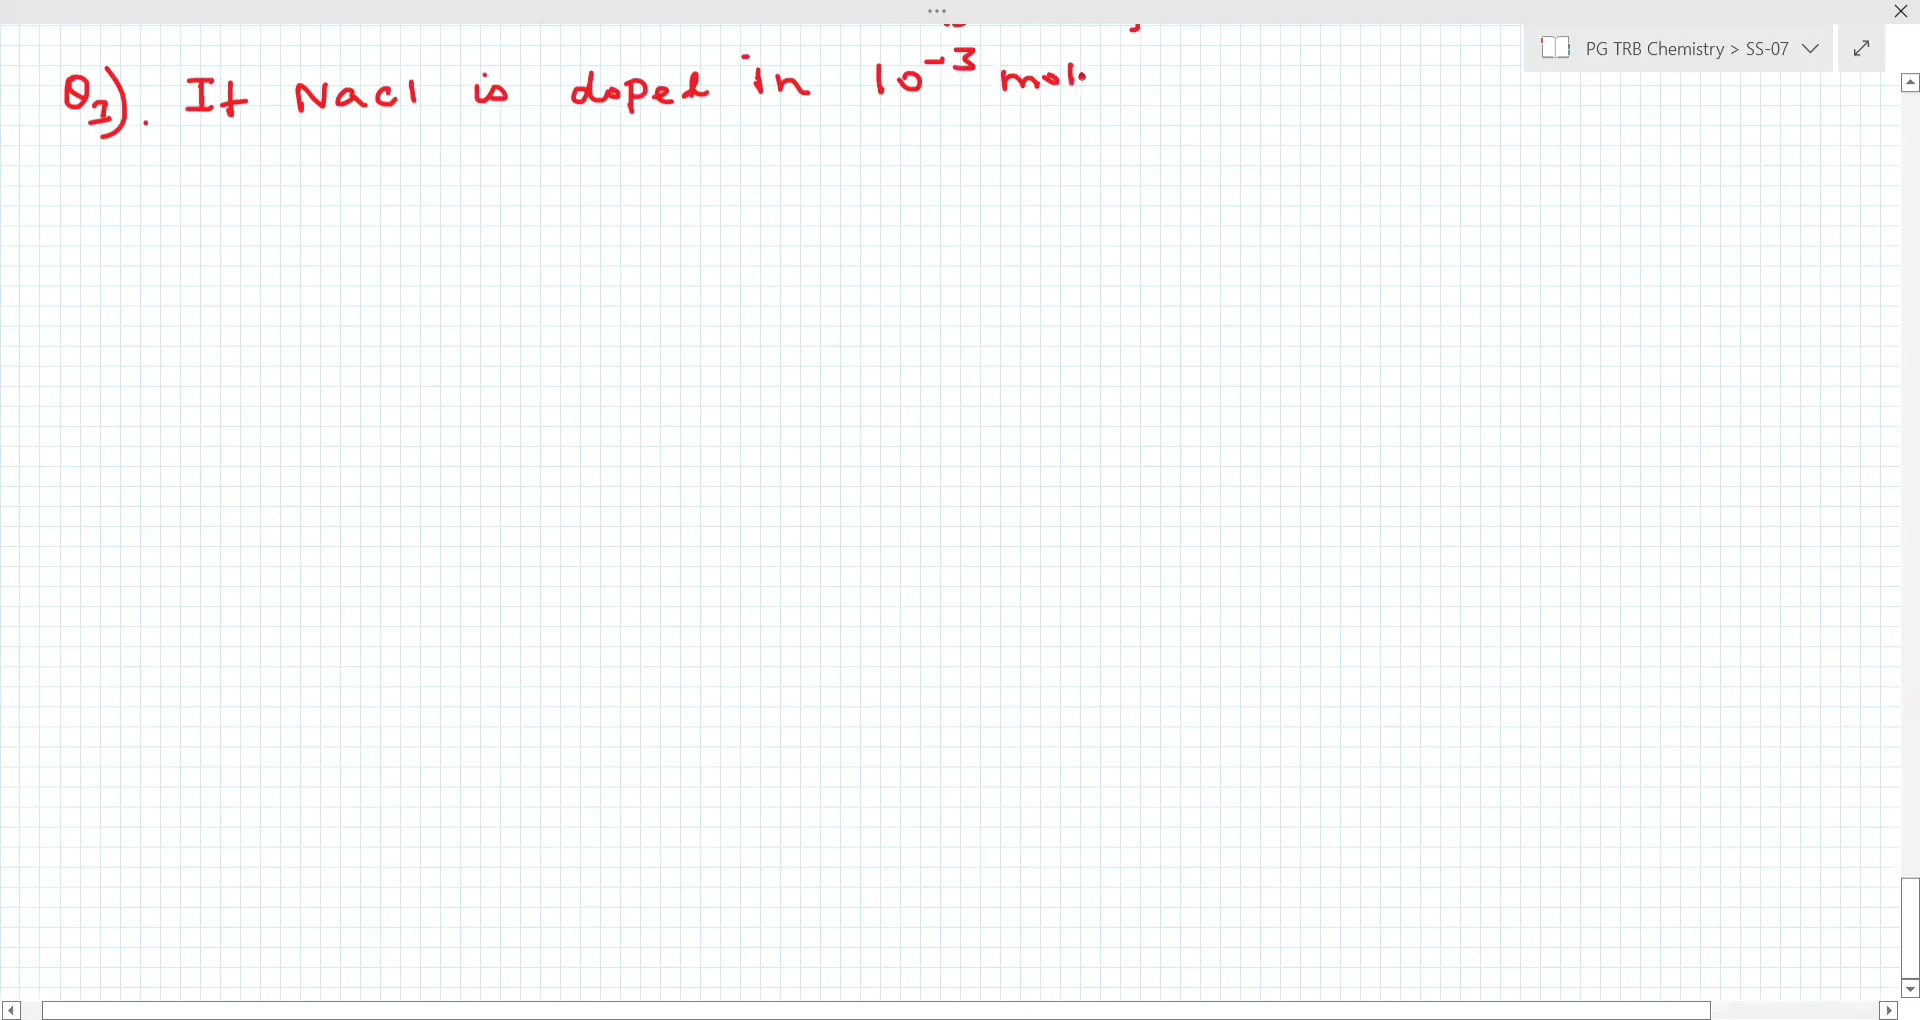 PG TRB Chemistry > SS-07
Q1). If NaCl is doped in 10⁻³ mol.